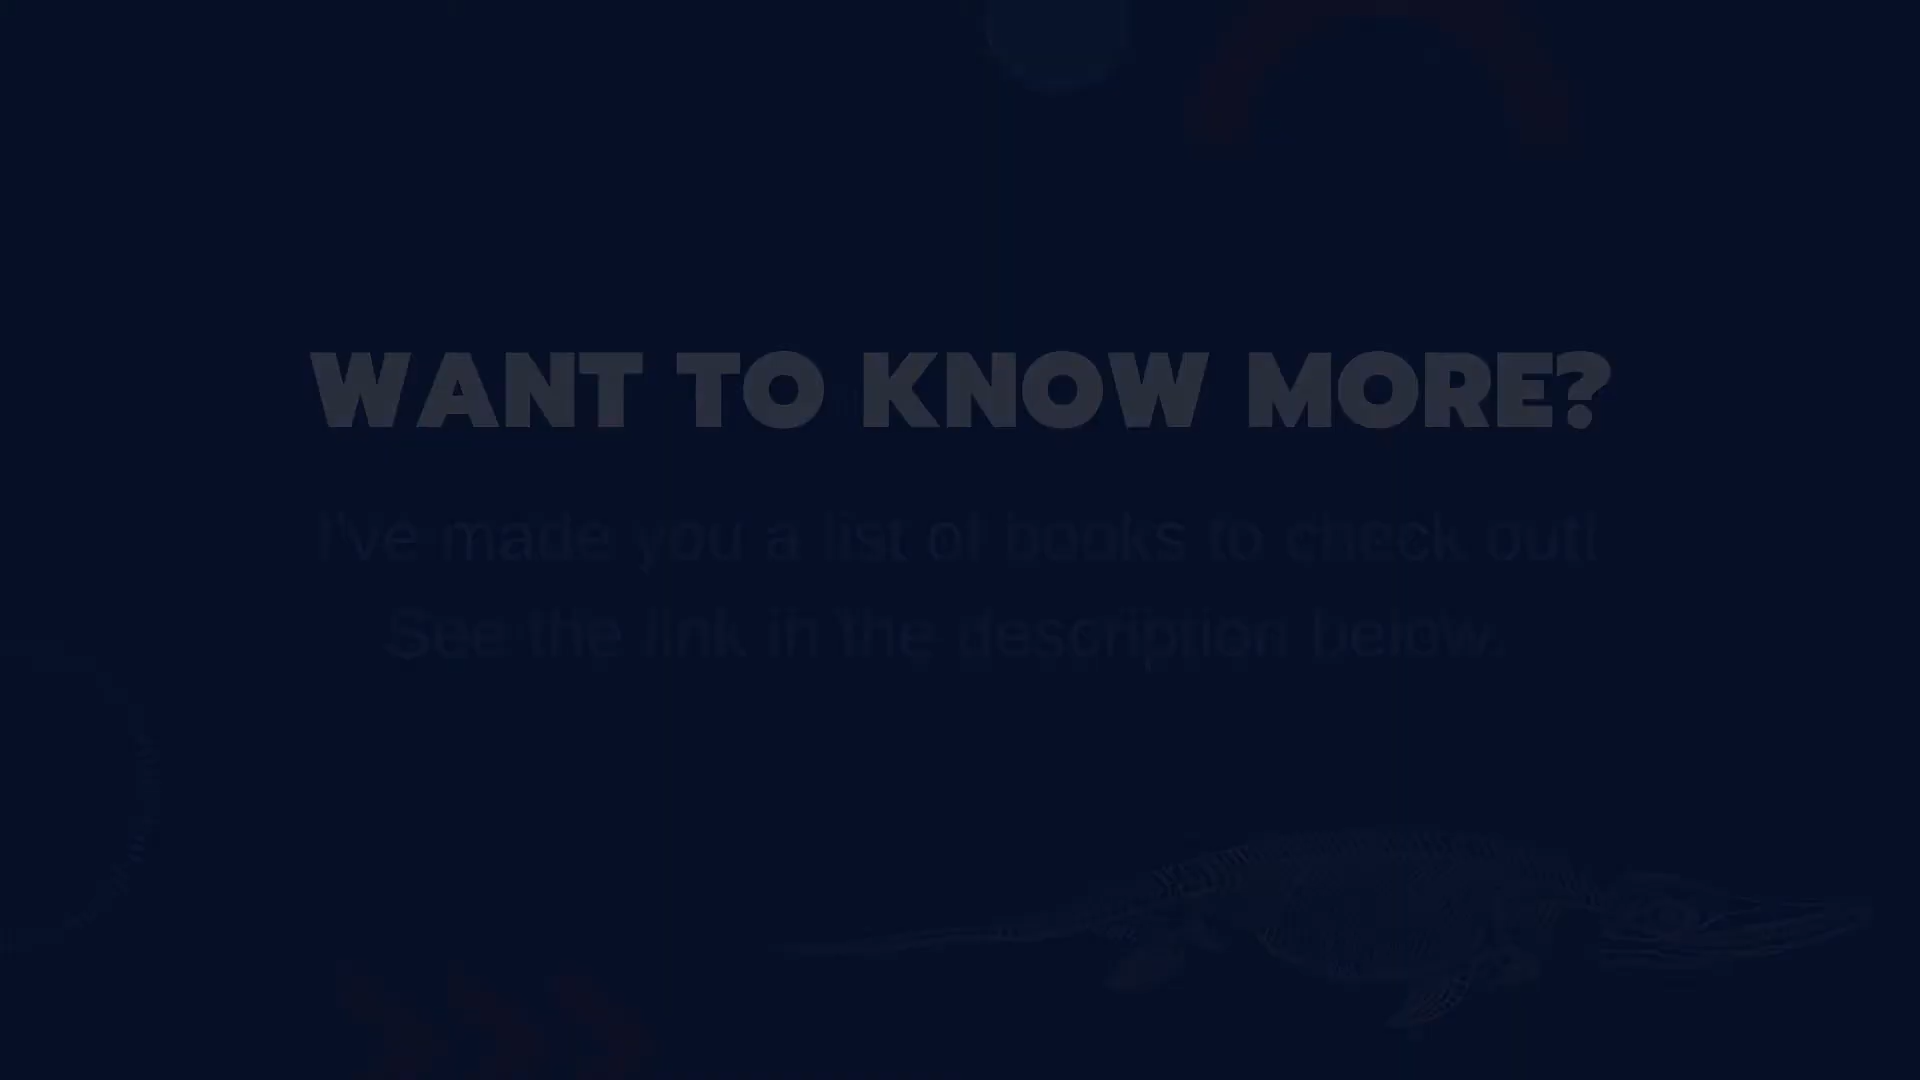 WANT TO KNOW MORE?
I've made you a list of books to check out!
See the link in the description below.